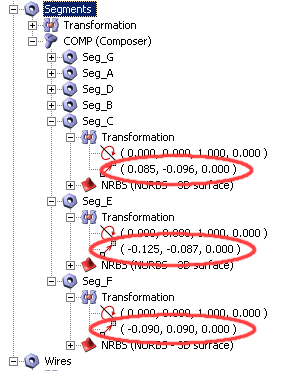 Segments
Transformation
COMP (Composer)
Seg_G
Seg_A
Seg_D
Seg_B
Seg_C
Transformation
( 0.000, 0.000, 1.000, 0.000 )
( 0.085, -0.096, 0.000 )
NRBS (NURBS - 3D surface)
Seg_E
Transformation
( 0.000, 0.000, 1.000, 0.000 )
( -0.125, -0.087, 0.000 )
NRBS (NURBS - 3D surface)
Seg_F
Transformation
( 0.000, 0.000, 1.000, 0.000 )
( -0.090, 0.090, 0.000 )
NRBS (NURBS - 3D surface)
Wires